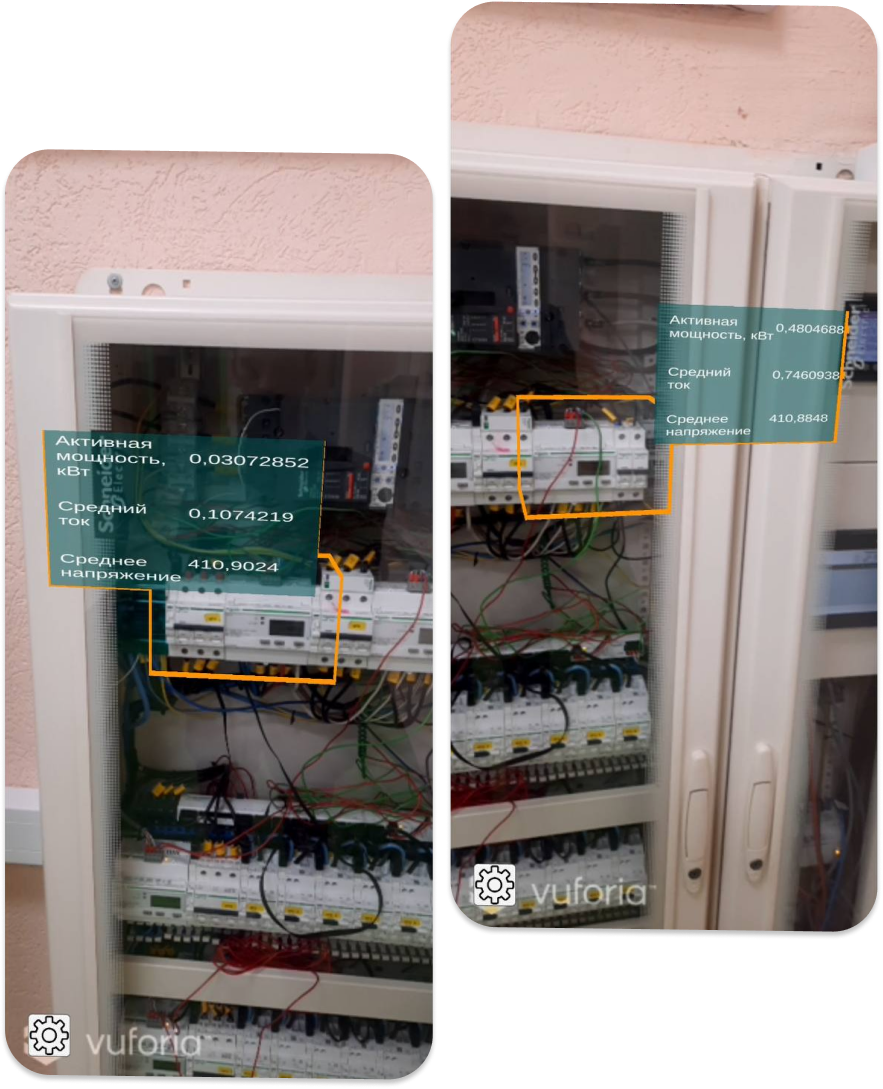 Активная
мощность,
кВт
0,03072852
Средний
ток
0,1074219
Среднее
напряжение
410,9024
vuforia
Активная
мощность, кВт
0,4804688
Средний
ток
0,7460938
Среднее
напряжение
410,8848
vuforia